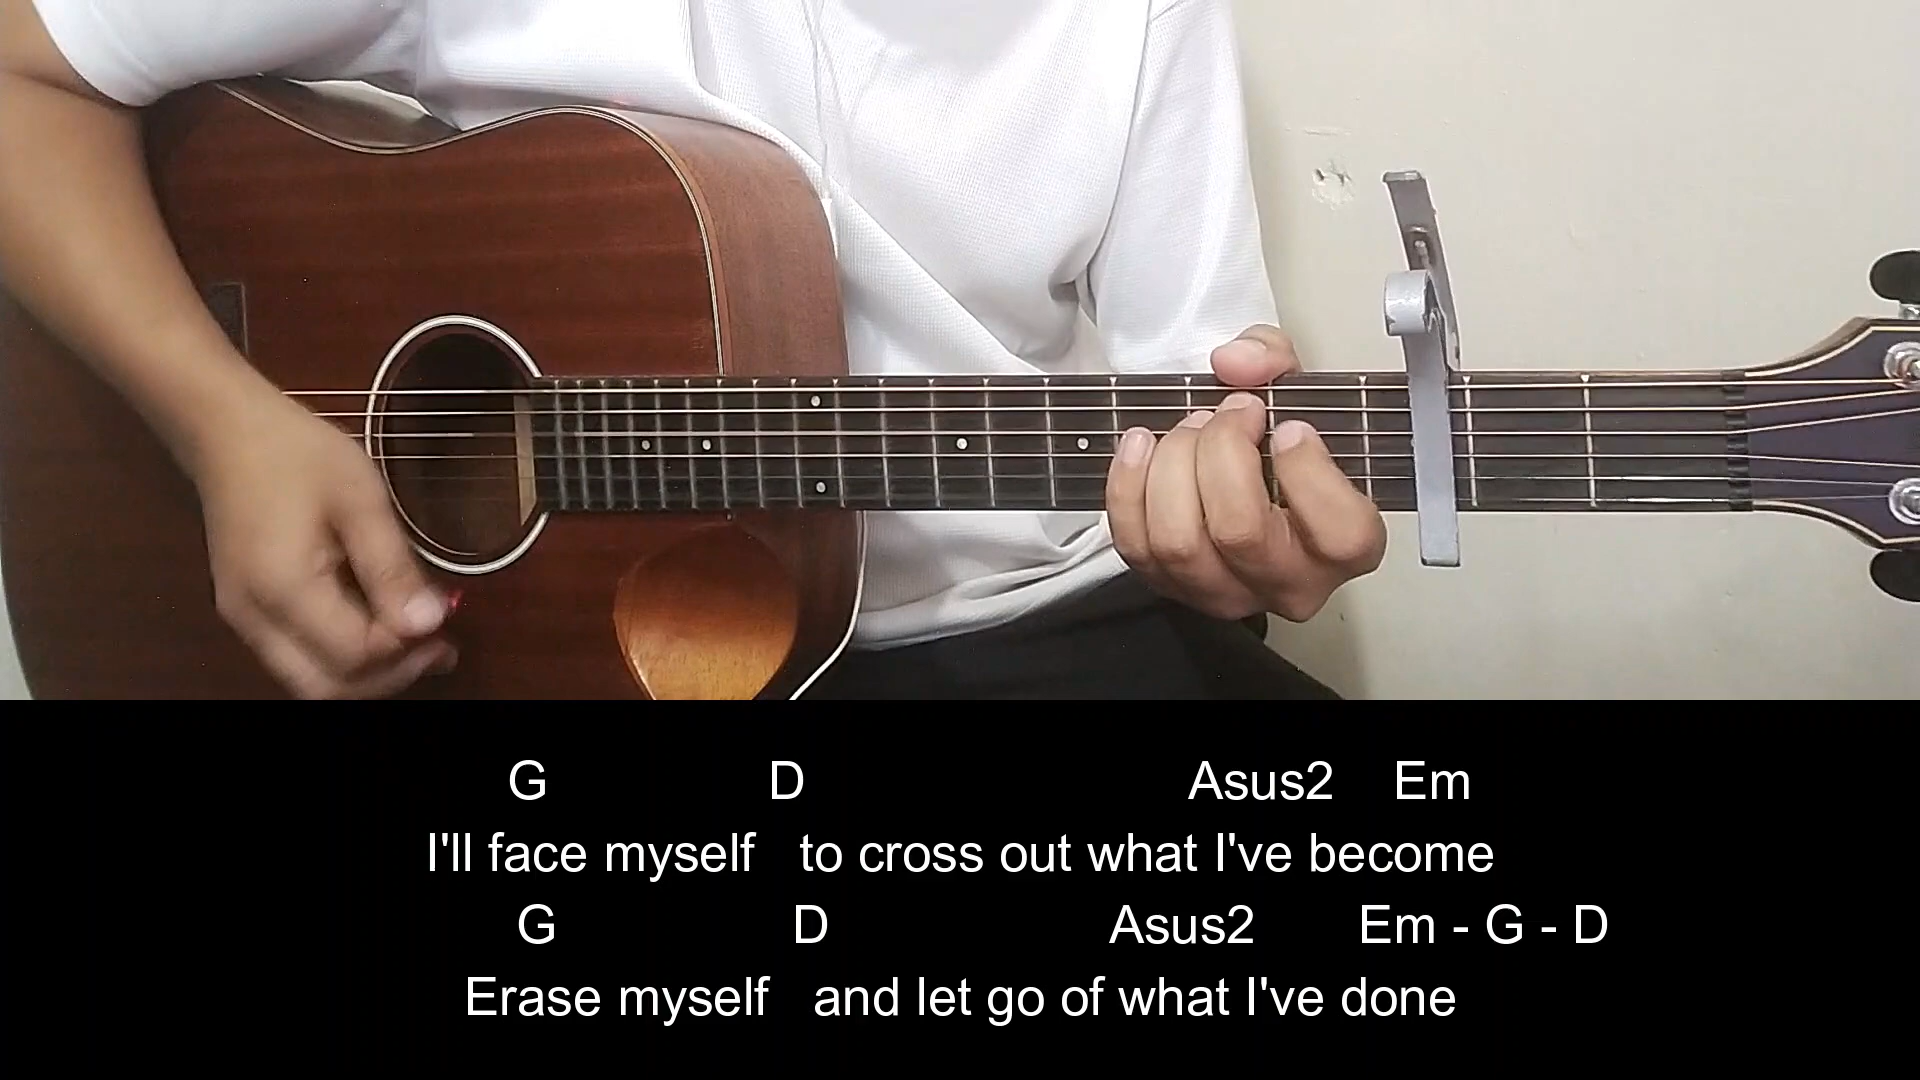 G D Asus2 Em
I'll face myself to cross out what I've become
G D Asus2 Em - G - D
Erase myself and let go of what I've done